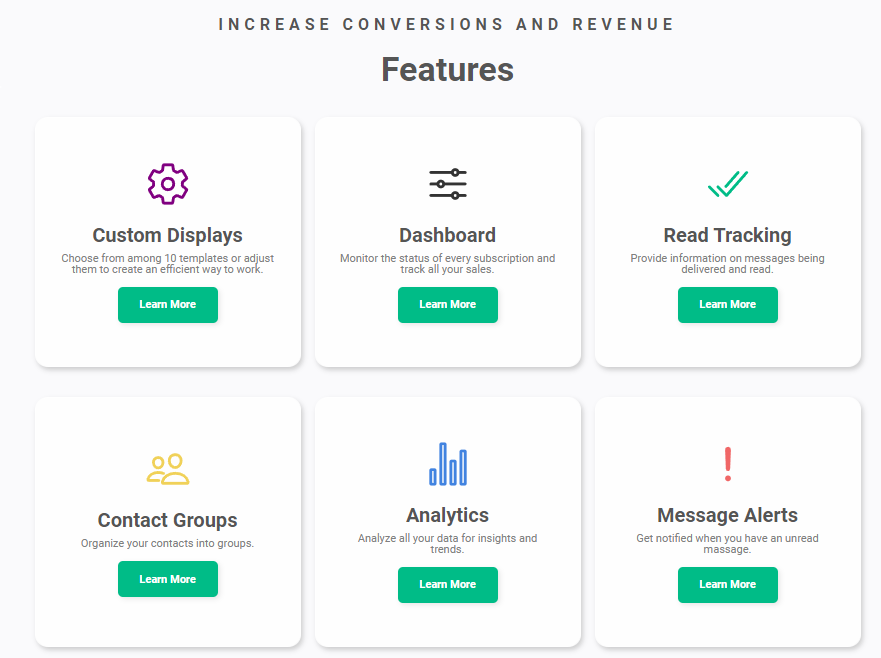 INCREASE CONVERSIONS AND REVENUE
Features
Custom Displays
Choose from among 10 templates or adjust
them to create an efficient way to work.
Learn More
Dashboard
Monitor the status of every subscription and
track all your sales.
Learn More
Read Tracking
Provide information on messages being
delivered and read.
Learn More
Contact Groups
Organize your contacts into groups.
Learn More
Analytics
Analyze all your data for insights and
trends.
Learn More
Message Alerts
Get notified when you have an unread
massage.
Learn More